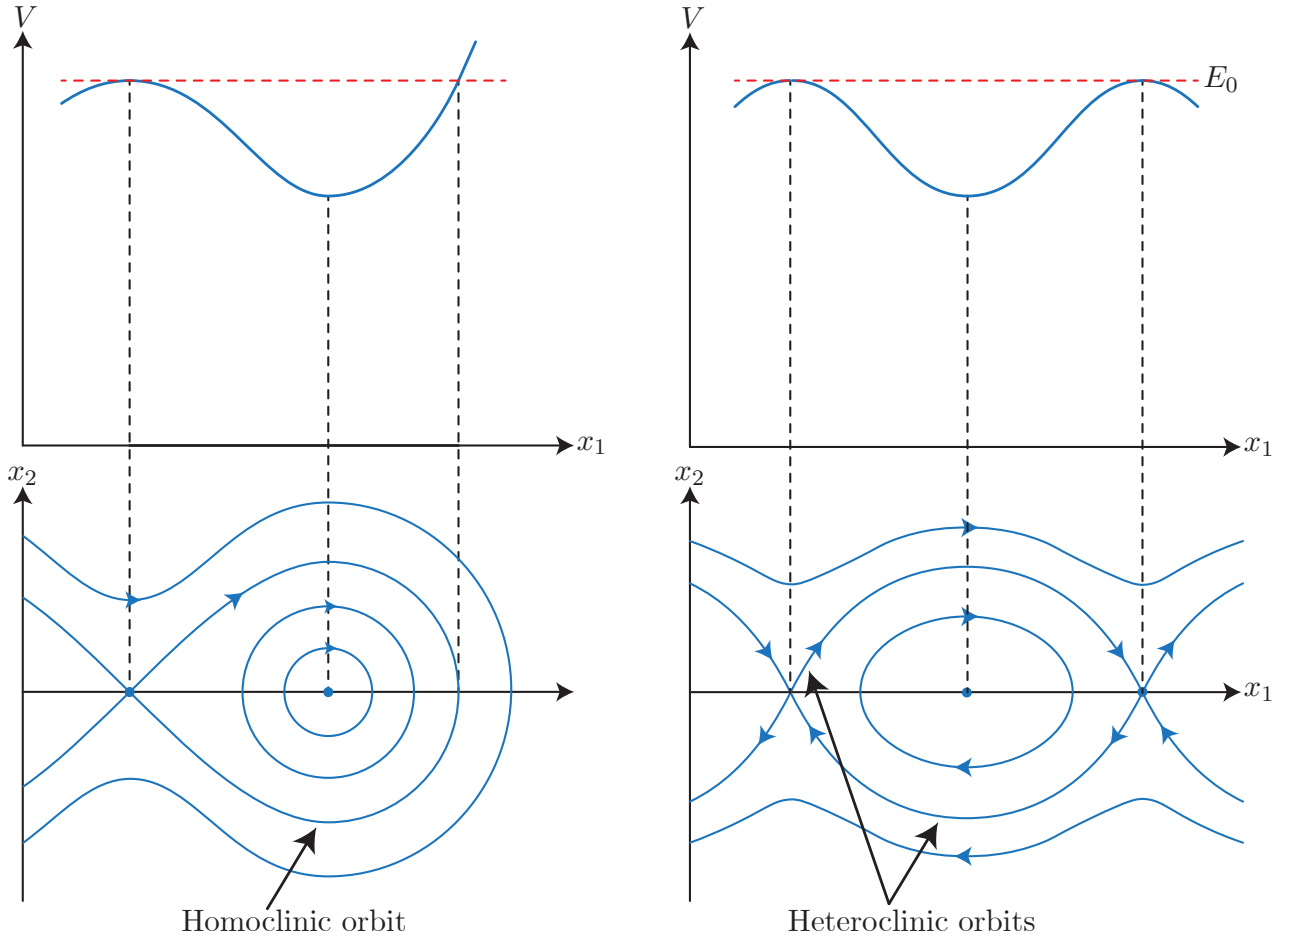 V
V
E₀
x₁
x₁
x₂
x₂
x₁
Homoclinic orbit
Heteroclinic orbits